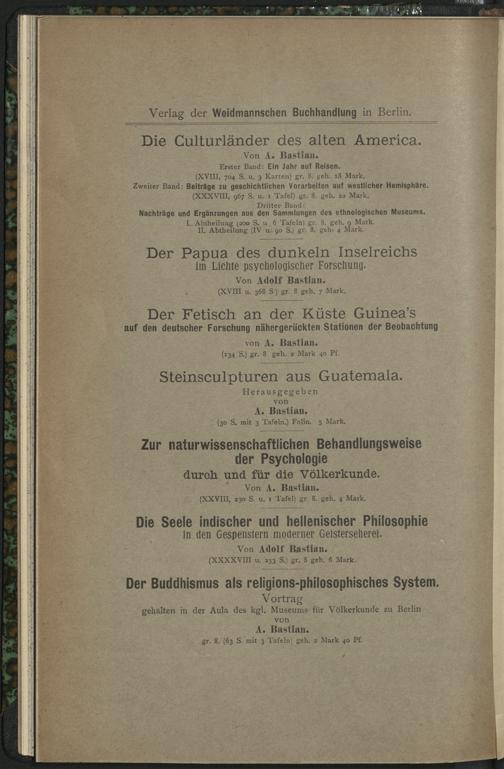 Verlag der Weidmannschen Buchhandlung in Berlin.
Die Culturländer des alten America.
Von A. Bastian.
Erster Band: Ein Jahr auf Reisen.
(XVIII, 704 S. u. 3 Karten) gr. 8. geh. 18 Mark.
Zweiter Band: Beiträge zu geschichtlichen Vorarbeiten auf westlicher Hemisphäre.
(XXXVIII, 967 S. u. 1 Tafel) gr. 8. geh. 22 Mark.
Dritter Band:
Nachträge und Ergänzungen aus den Sammlungen des ethnologischen Museums.
I. Abtheilung (200 S. u. 6 Tafeln) gr. 8. geh. 9 Mark.
II. Abtheilung (IV u. 90 S.) gr. 8. geh. 4 Mark.
Der Papua des dunkeln Inselreichs
im Lichte psychologischer Forschung.
Von Adolf Bastian.
(XVIII u. 368 S.) gr. 8 geh. 7 Mark.
Der Fetisch an der Küste Guinea's
auf den deutscher Forschung nähergerückten Stationen der Beobachtung
von A. Bastian.
(134 S.) gr. 8 geh. 2 Mark 40 Pf.
Steinsculpturen aus Guatemala.
Herausgegeben
von
A. Bastian.
(30 S. mit 3 Tafeln.) Folio. 3 Mark.
Zur naturwissenschaftlichen Behandlungsweise
der Psychologie
durch und für die Völkerkunde.
Von A. Bastian.
(XXVIII, 230 S. u. 1 Tafel) gr. 8. geh. 4 Mark.
Die Seele indischer und hellenischer Philosophie
in den Gespenstern moderner Geisterseherei.
Von Adolf Bastian.
(XXXXVIII u. 233 S.) gr. 8 geh. 6 Mark.
Der Buddhismus als religions-philosophisches System.
Vortrag
gehalten in der Aula des kgl. Museums für Völkerkunde zu Berlin
von
A. Bastian.
gr. 8. (63 S. mit 3 Tafeln) geh. 2 Mark 40 Pf.